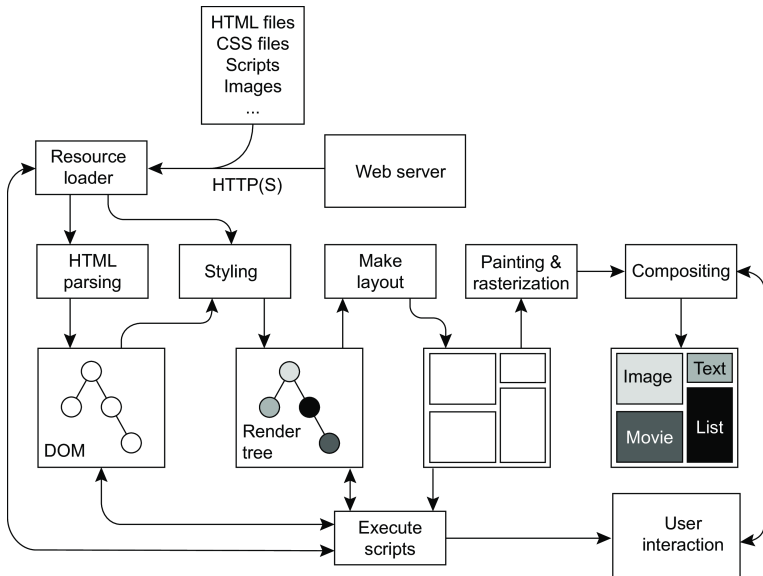 HTML files
CSS files
Scripts
Images
...
Resource
loader
HTTP(S)
Web server
HTML
parsing
Styling
Make
layout
Painting &
rasterization
Compositing
DOM
Render
tree
Image
Text
Movie
List
Execute
scripts
User
interaction